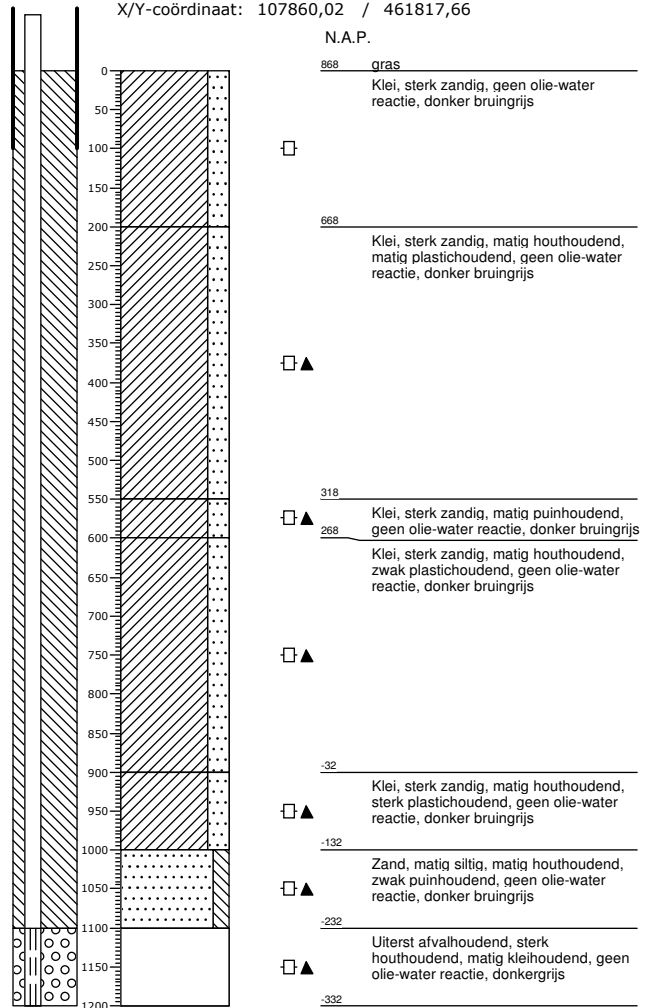 X/Y-coördinaat: 107860,02 / 461817,66
N.A.P.
0
868 gras
Klei, sterk zandig, geen olie-water
reactie, donker bruingrijs
50
100
150
200
668
Klei, sterk zandig, matig houthoudend,
matig plastichoudend, geen olie-water
reactie, donker bruingrijs
250
300
350
400
450
500
550
318
Klei, sterk zandig, matig puinhoudend,
geen olie-water reactie, donker bruingrijs
600
268
Klei, sterk zandig, matig houthoudend,
zwak plastichoudend, geen olie-water
reactie, donker bruingrijs
650
700
750
800
850
900
-32
Klei, sterk zandig, matig houthoudend,
sterk plastichoudend, geen olie-water
reactie, donker bruingrijs
950
1000
-132
Zand, matig siltig, matig houthoudend,
zwak puinhoudend, geen olie-water
reactie, donker bruingrijs
1050
1100
-232
Uiterst afvalhoudend, sterk
houthoudend, matig kleihoudend, geen
olie-water reactie, donkergrijs
1150
1200
-332